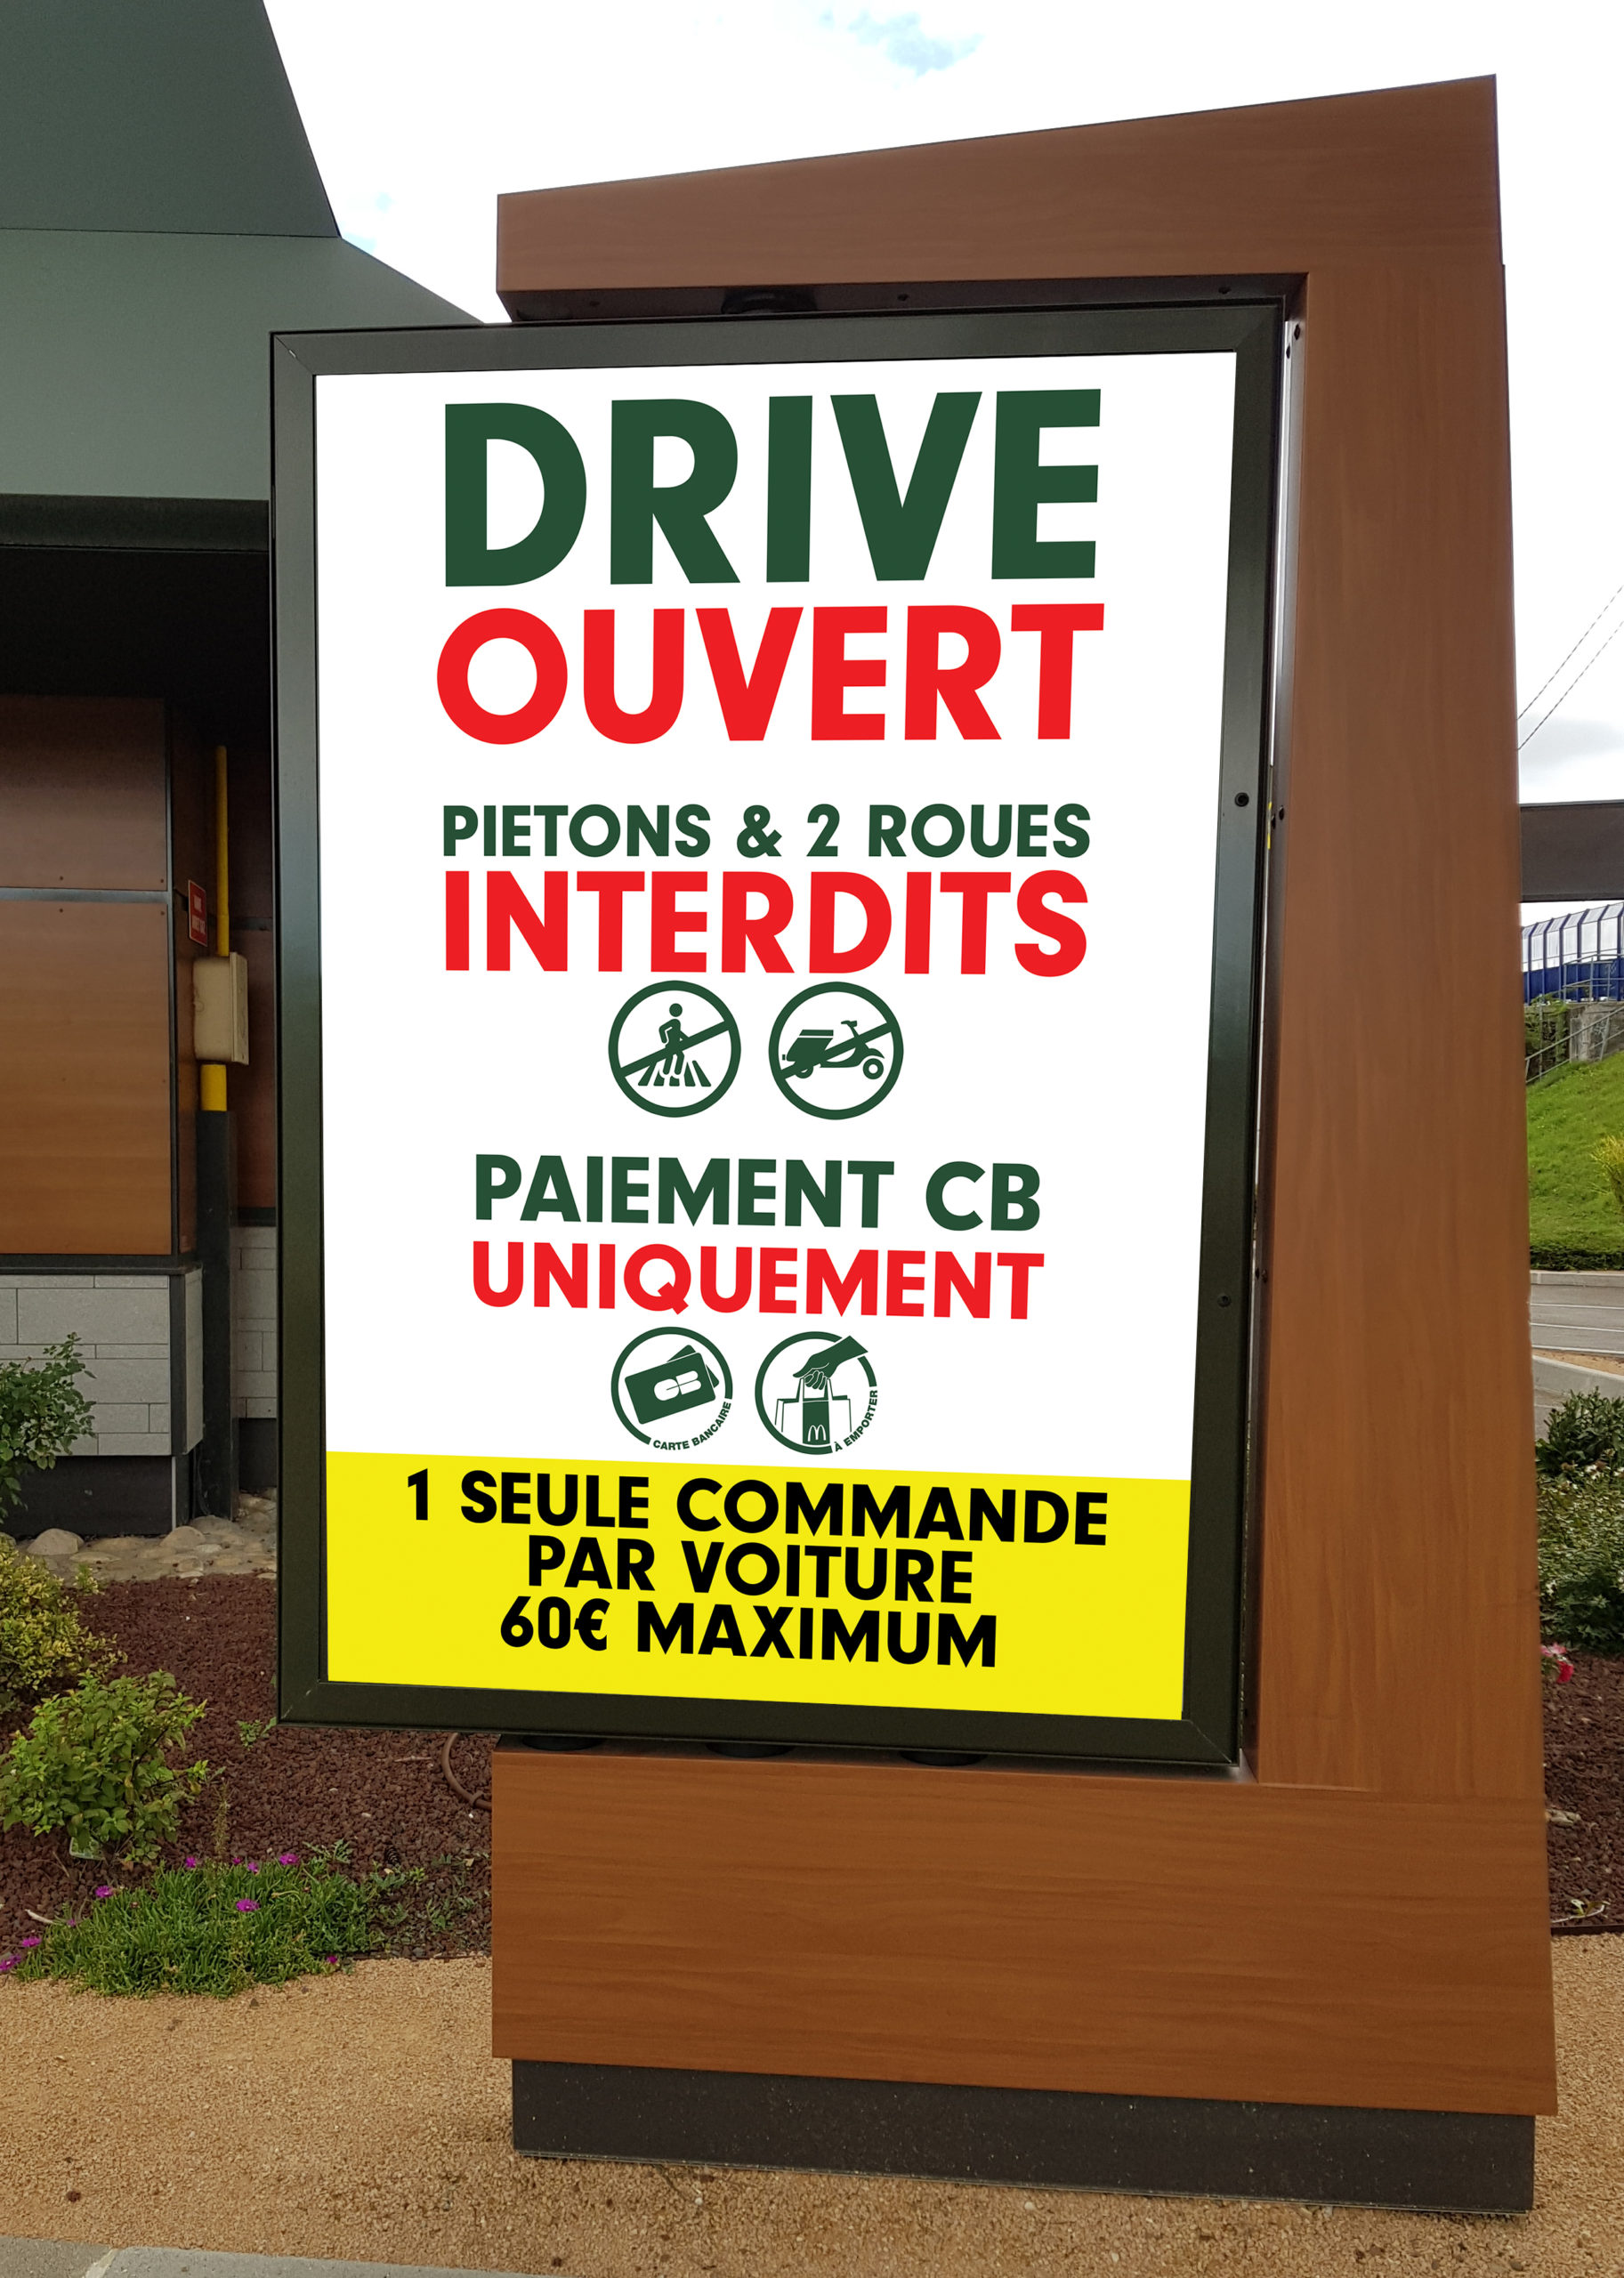 DRIVE
OUVERT
PIETONS & 2 ROUES
INTERDITS
PAIEMENT CB
UNIQUEMENT
CB
CARTE BANCAIRE
M
À EMPORTER
1 SEULE COMMANDE
PAR VOITURE
60€ MAXIMUM